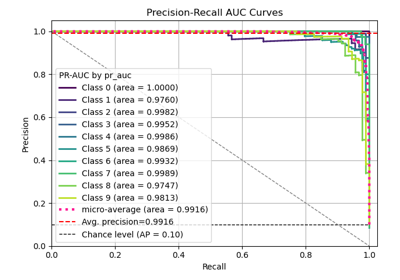 Precision-Recall AUC Curves
Precision
1.0
0.8
0.6
0.4
0.2
0.0
PR-AUC by pr_auc
Class 0 (area = 1.0000)
Class 1 (area = 0.9760)
Class 2 (area = 0.9982)
Class 3 (area = 0.9952)
Class 4 (area = 0.9986)
Class 5 (area = 0.9869)
Class 6 (area = 0.9932)
Class 7 (area = 0.9989)
Class 8 (area = 0.9747)
Class 9 (area = 0.9813)
micro-average (area = 0.9916)
Avg. precision=0.9916
Chance level (AP = 0.10)
0.0 0.2 0.4 0.6 0.8 1.0
Recall